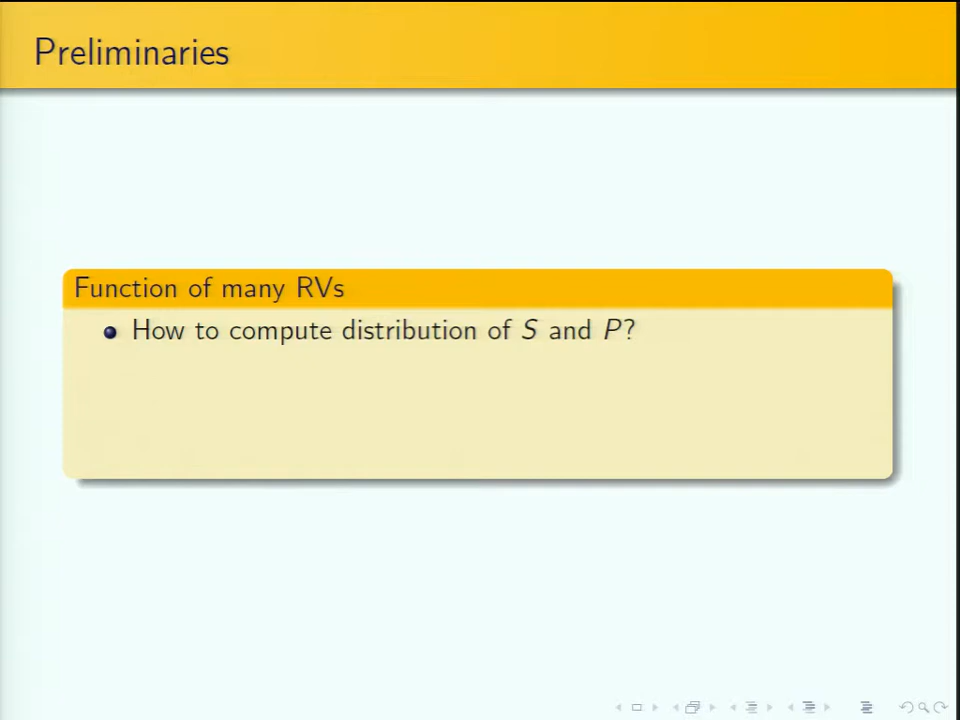 Preliminaries
Function of many RVs
How to compute distribution of S and P?